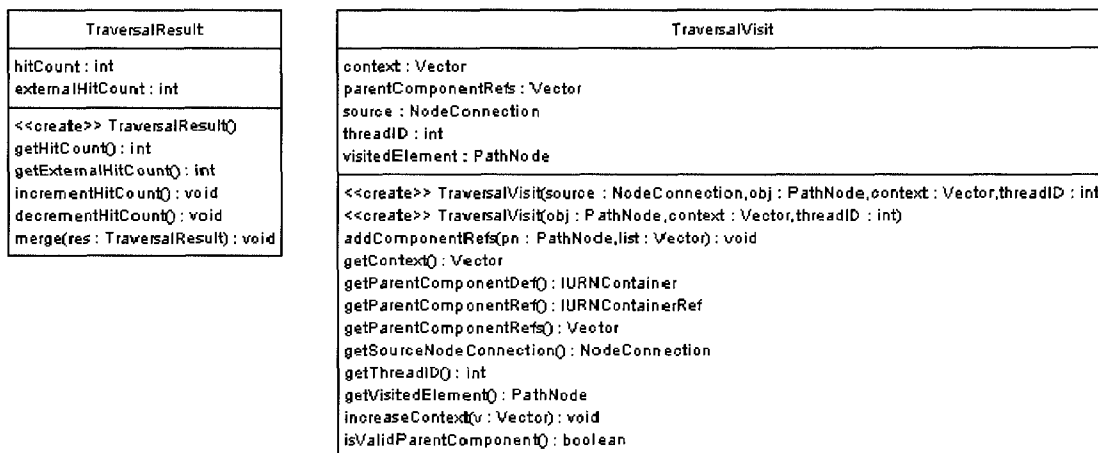 TraversalResult
hitCount : int
externalHitCount : int
<<create>> TraversalResult()
getHitCount() : int
getExternalHitCount() : int
incrementHitCount() : void
decrementHitCount() : void
merge(res : TraversalResult) : void
TraversalVisit
context : Vector
parentComponentRefs : Vector
source : NodeConnection
threadID : int
visitedElement : PathNode
<<create>> TraversalVisit(source : NodeConnection,obj : PathNode,context : Vector,threadID : int
<<create>> TraversalVisit(obj : PathNode,context : Vector,threadID : int)
addComponentRefs(pn : PathNode,list : Vector) : void
getContext() : Vector
getParentComponentDef() : IURNContainer
getParentComponentRef() : IURNContainerRef
getParentComponentRefs() : Vector
getSourceNodeConnection() : NodeConnection
getThreadID() : int
getVisitedElement() : PathNode
increaseContext(v : Vector) : void
isValidParentComponent() : boolean